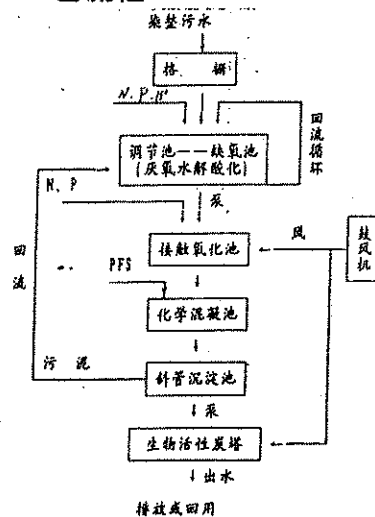 染整污水
格 栅
N.P.H⁺
回流循环
调节池——缺氧池
(厌氧水解酸化)
N、P
泵
接触氧化池
风
鼓风机
回流
PFS
化学混凝池
污 混
斜管沉淀池
泵
生物活性炭塔
出水
排放或回用